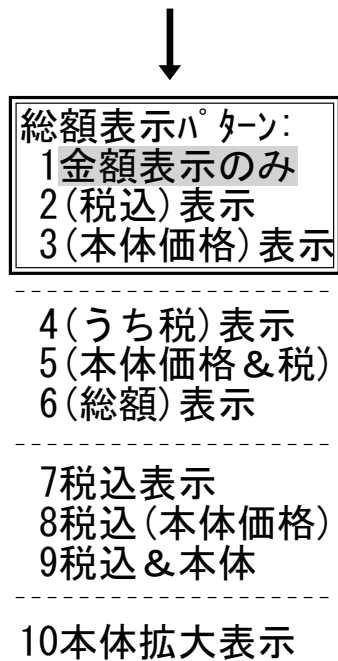 総額表示ﾊﾟﾀｰﾝ:
1金額表示のみ
2(税込)表示
3(本体価格)表示
4(うち税)表示
5(本体価格&税)
6(総額)表示
7税込表示
8税込(本体価格)
9税込&本体
10本体拡大表示